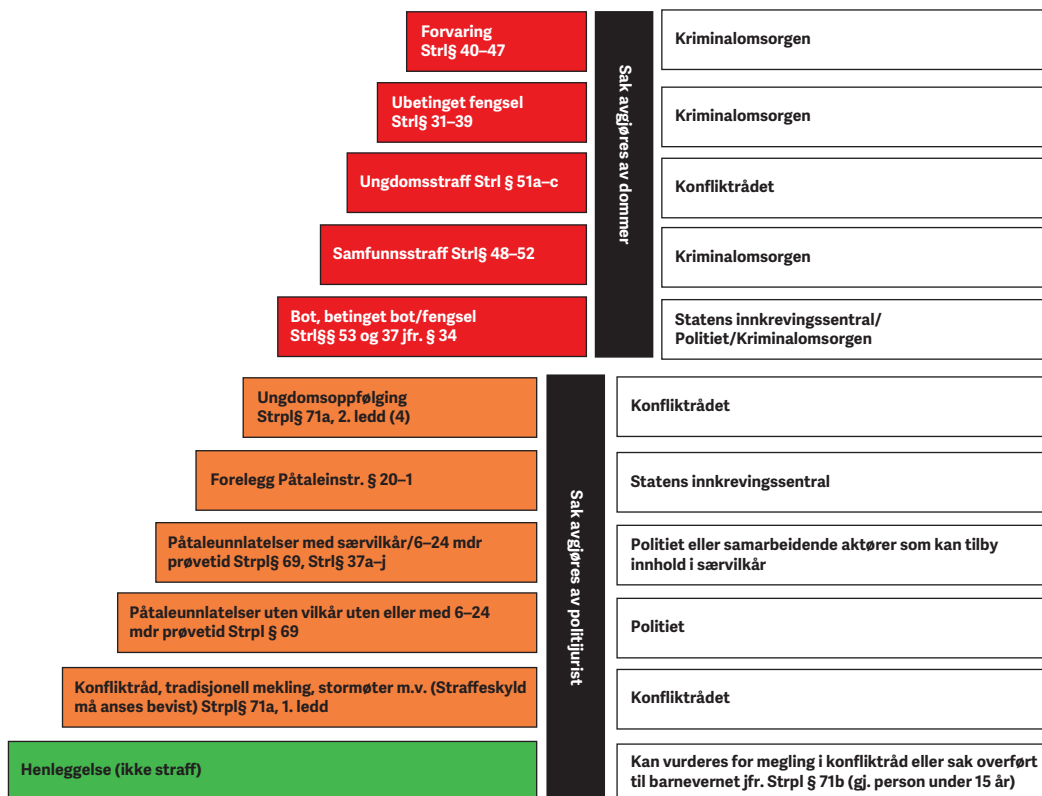 Forvaring
Strl§ 40–47
Kriminalomsorgen
Ubetinget fengsel
Strl§ 31–39
Kriminalomsorgen
Ungdomsstraff Strl § 51a–c
Konfliktrådet
Samfunnsstraff Strl§ 48–52
Kriminalomsorgen
Bot, betinget bot/fengsel
Strl§§ 53 og 37 jfr. § 34
Statens innkrevingssentral/
Politiet/Kriminalomsorgen
Sak avgjøres av dommer
Ungdomsoppfølging
Strpl§ 71a, 2. ledd (4)
Konfliktrådet
Forelegg Påtaleinstr. § 20–1
Statens innkrevingssentral
Påtaleunnlatelser med særvilkår/6–24 mdr
prøvetid Strpl§ 69, Strl§ 37a–j
Politiet eller samarbeidende aktører som kan tilby
innhold i særvilkår
Påtaleunnlatelser uten vilkår uten eller med 6–24
mdr prøvetid Strpl § 69
Politiet
Konfliktråd, tradisjonell mekling, stormøter m.v. (Straffeskyld
må anses bevist) Strpl§ 71a, 1. ledd
Konfliktrådet
Henleggelse (ikke straff)
Kan vurderes for megling i konfliktråd eller sak overført
til barnevernet jfr. Strpl § 71b (gj. person under 15 år)
Sak avgjøres av politijurist